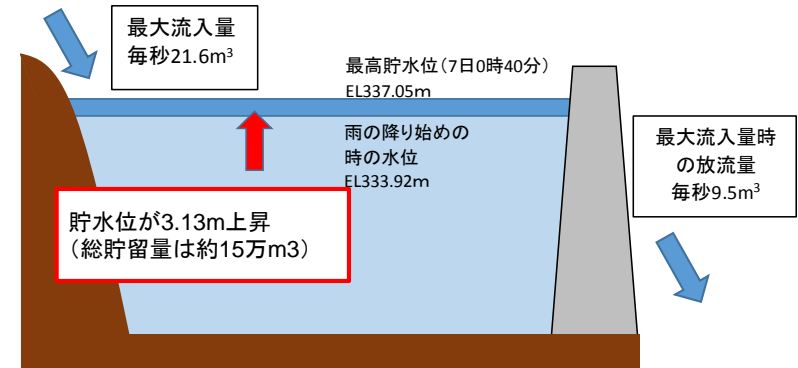 最大流入量
毎秒21.6m³
最高貯水位(7日0時40分)
EL337.05m
雨の降り始めの
時の水位
EL333.92m
最大流入量時
の放流量
毎秒9.5m³
貯水位が3.13m上昇
(総貯留量は約15万m3)